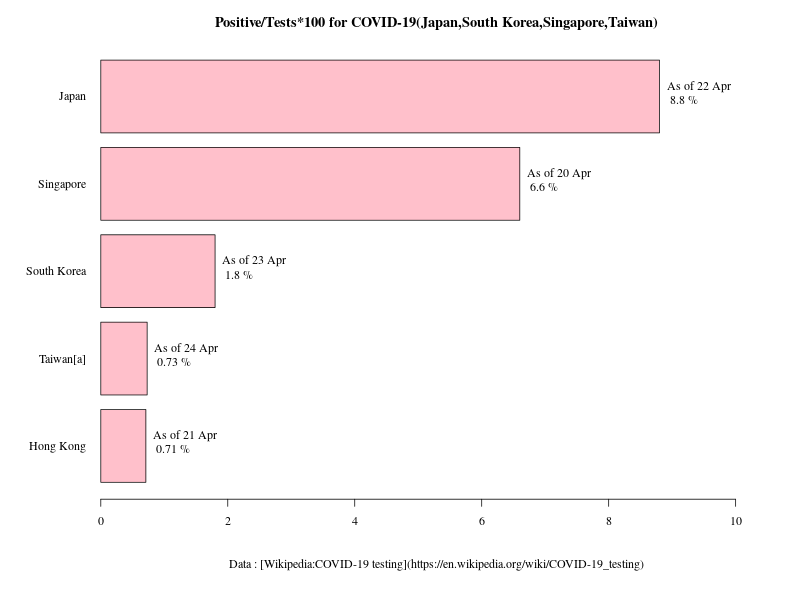 Positive/Tests*100 for COVID-19(Japan,South Korea,Singapore,Taiwan)
Japan
As of 22 Apr
8.8 %
Singapore
As of 20 Apr
6.6 %
South Korea
As of 23 Apr
1.8 %
Taiwan[a]
As of 24 Apr
0.73 %
Hong Kong
As of 21 Apr
0.71 %
0 2 4 6 8 10
Data : [Wikipedia:COVID-19 testing](https://en.wikipedia.org/wiki/COVID-19_testing)